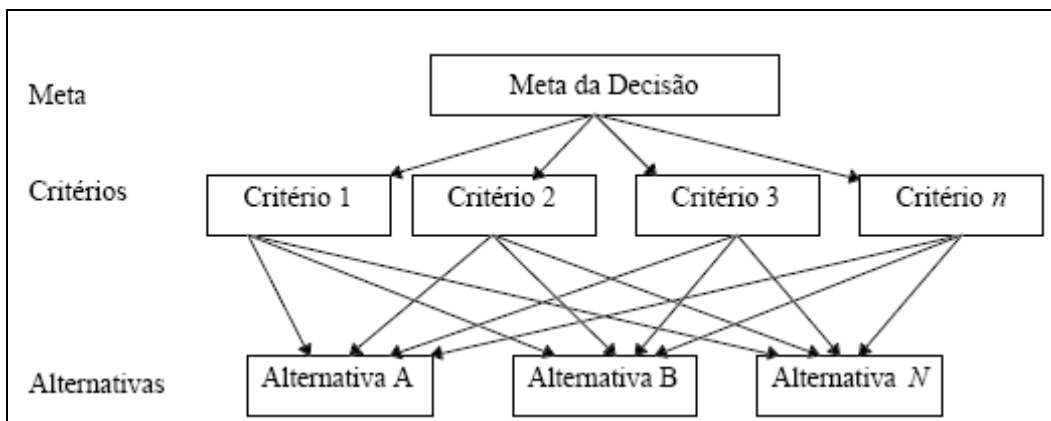 Meta
Meta da Decisão
Critérios
Critério 1
Critério 2
Critério 3
Critério n
Alternativas
Alternativa A
Alternativa B
Alternativa N